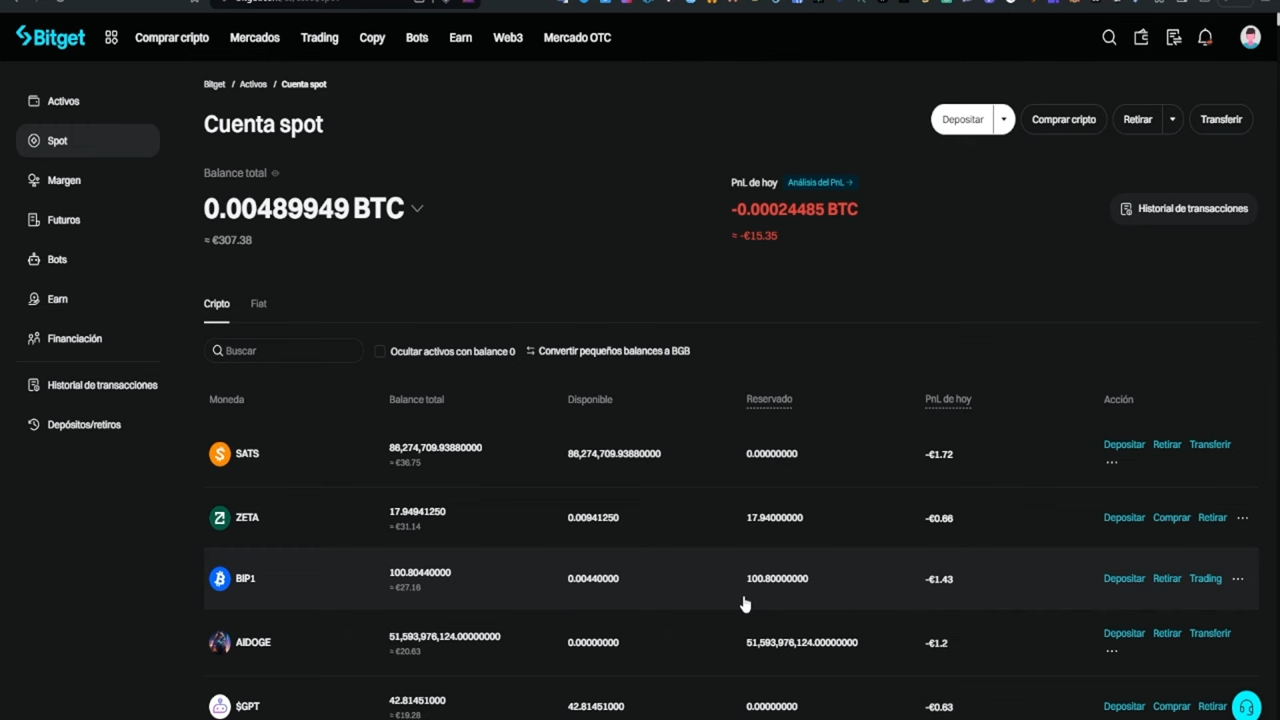 Bitget
Comprar cripto
Mercados
Trading
Copy
Bots
Earn
Web3
Mercado OTC
Activos
Spot
Margen
Futuros
Bots
Earn
Financiación
Historial de transacciones
Depósitos/retiros
Bitget / Activos / Cuenta spot
Cuenta spot
Depositar
Comprar cripto
Retirar
Transferir
Balance total
0.00489949 BTC
≈ €307.38
PnL de hoy Análisis del PnL →
-0.00024485 BTC
≈ -€15.35
Historial de transacciones
Cripto Fiat
Buscar
Ocultar activos con balance 0
Convertir pequeños balances a BGB
Moneda Balance total Disponible Reservado PnL de hoy Acción
SATS 86,274,709.93880000 86,274,709.93880000 0.00000000 -€1.72 Depositar Retirar Transferir
≈ €36.75 ...
ZETA 17.94941250 0.00941250 17.94000000 -€0.66 Depositar Comprar Retirar ...
≈ €31.14
BIP1 100.80440000 0.00440000 100.80000000 -€1.43 Depositar Retirar Trading ...
≈ €27.16
AIDOGE 51,593,976,124.00000000 0.00000000 51,593,976,124.00000000 -€1.2 Depositar Retirar Transferir
≈ €20.63 ...
$GPT 42.81451000 42.81451000 0.00000000 -€0.63 Depositar Comprar Retirar
≈ €19.28